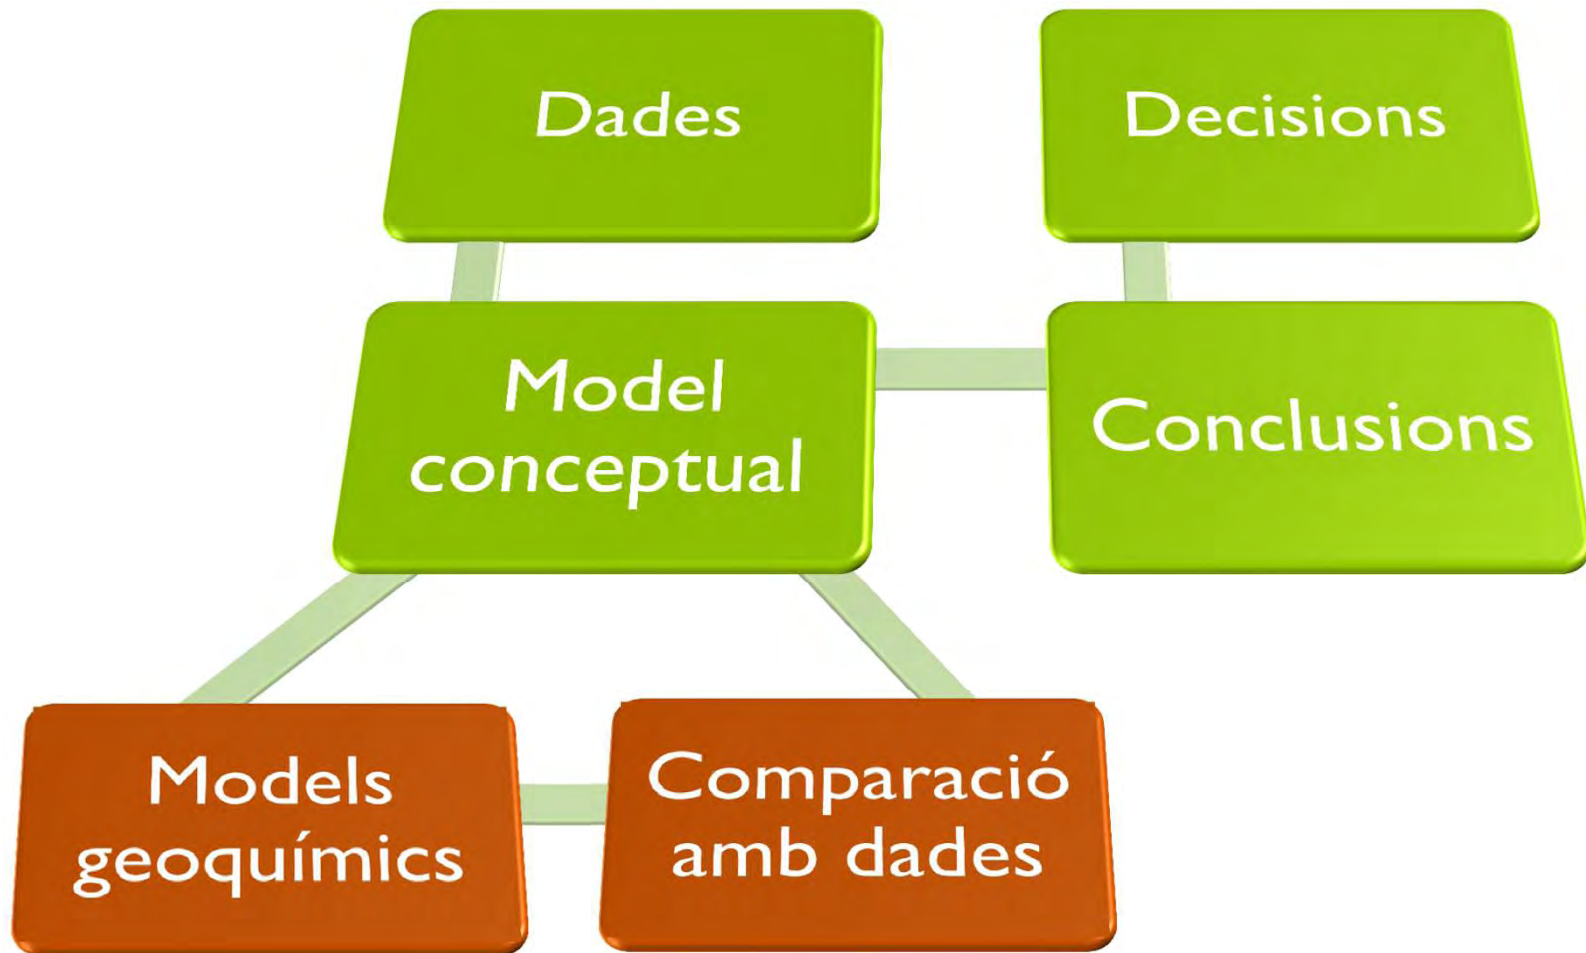 Dades
Decisions
Model
conceptual
Conclusions
Models
geoquímics
Comparació
amb dades